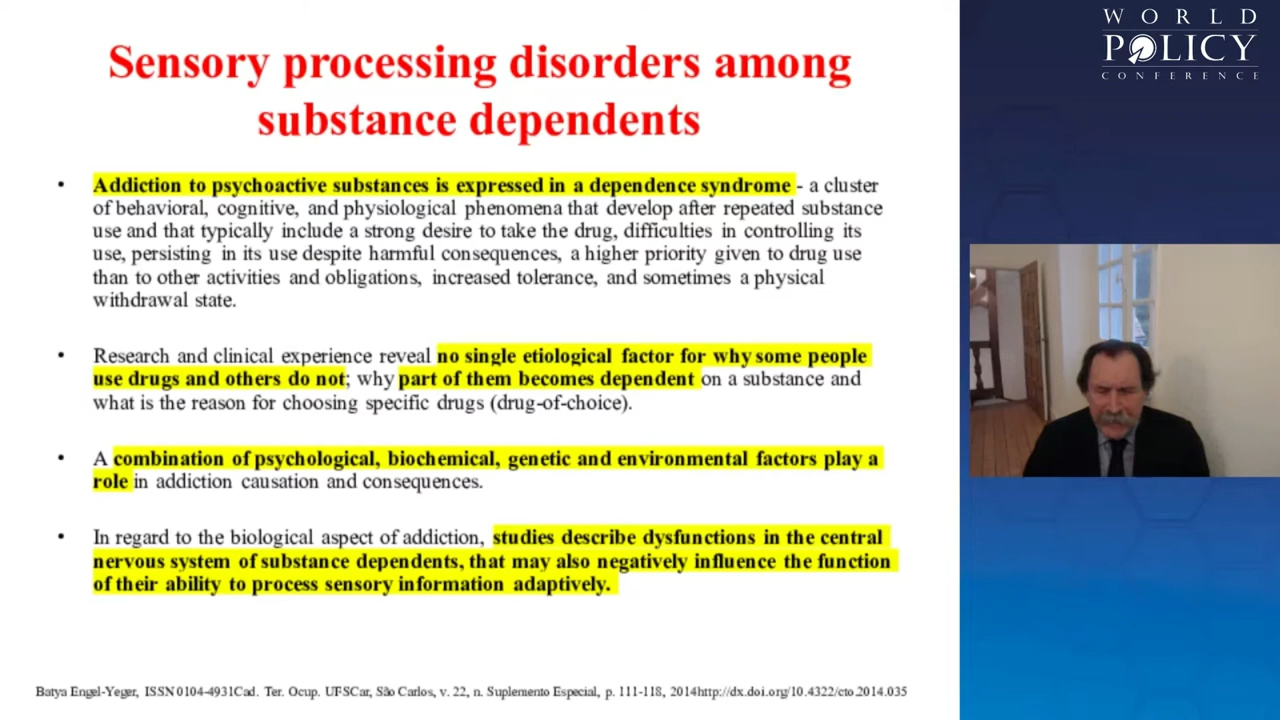 Sensory processing disorders among
substance dependents
• Addiction to psychoactive substances is expressed in a dependence syndrome - a cluster
of behavioral, cognitive, and physiological phenomena that develop after repeated substance
use and that typically include a strong desire to take the drug, difficulties in controlling its
use, persisting in its use despite harmful consequences, a higher priority given to drug use
than to other activities and obligations, increased tolerance, and sometimes a physical
withdrawal state.
• Research and clinical experience reveal no single etiological factor for why some people
use drugs and others do not; why part of them becomes dependent on a substance and
what is the reason for choosing specific drugs (drug-of-choice).
• A combination of psychological, biochemical, genetic and environmental factors play a
role in addiction causation and consequences.
• In regard to the biological aspect of addiction, studies describe dysfunctions in the central
nervous system of substance dependents, that may also negatively influence the function
of their ability to process sensory information adaptively.
Batya Engel-Yeger, ISSN 0104-4931Cad. Ter. Ocup. UFSCar, São Carlos, v. 22, n. Suplemento Especial, p. 111-118, 2014http://dx.doi.org/10.4322/cto.2014.035
WORLD
POLICY
CONFERENCE